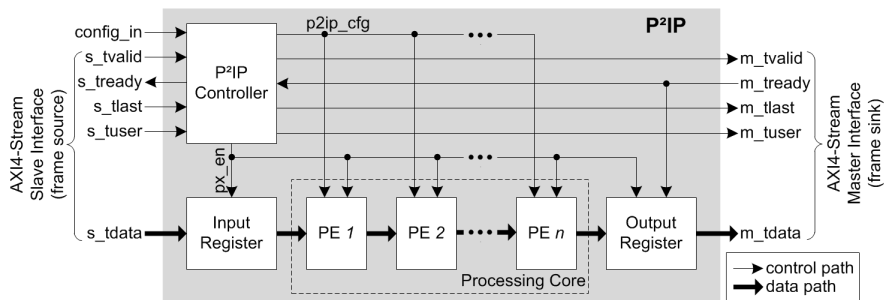 config_in
s_tvalid
s_tready
s_tlast
s_tuser
s_tdata
AXI4-Stream
Slave Interface
(frame source)
P²IP
Controller
p2ip_cfg
P²IP
px_en
Input
Register
PE 1
PE 2
PE n
Output
Register
Processing Core
m_tvalid
m_tready
m_tlast
m_tuser
m_tdata
AXI4-Stream
Master Interface
(frame sink)
control path
data path